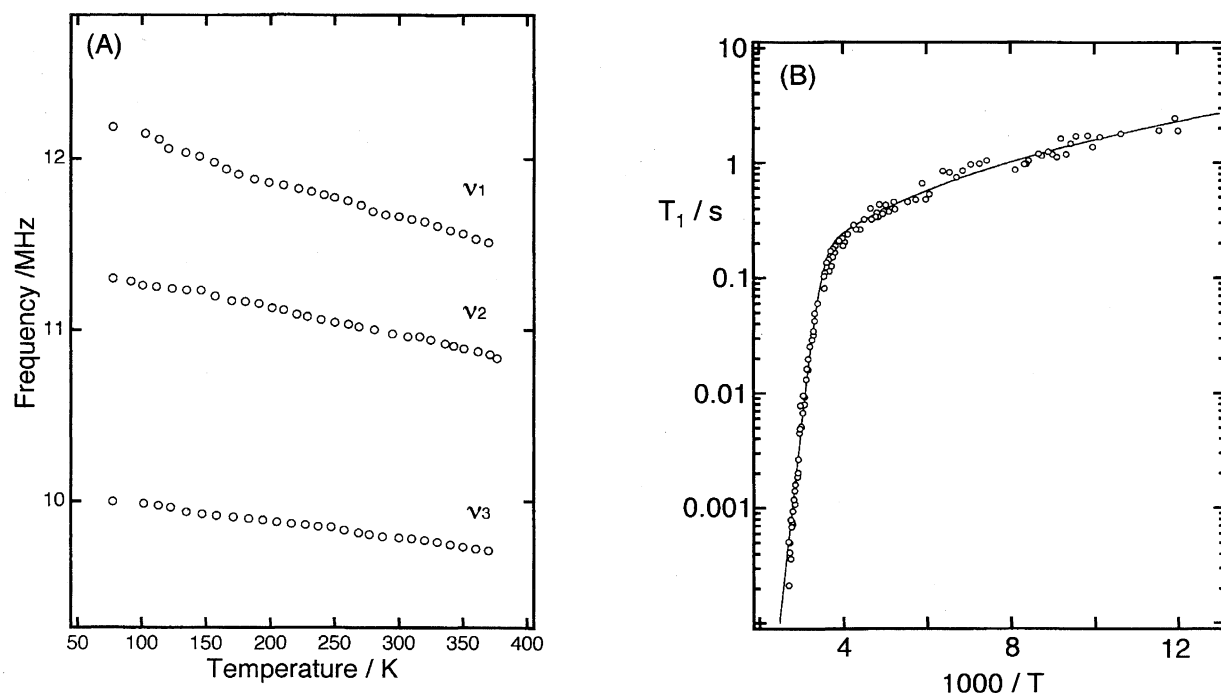 (A)
Frequency /MHz
12
11
10
ν1
ν2
ν3
50 100 150 200 250 300 350 400
Temperature / K
(B)
T1 / s
10
1
0.1
0.01
0.001
4 8 12
1000 / T